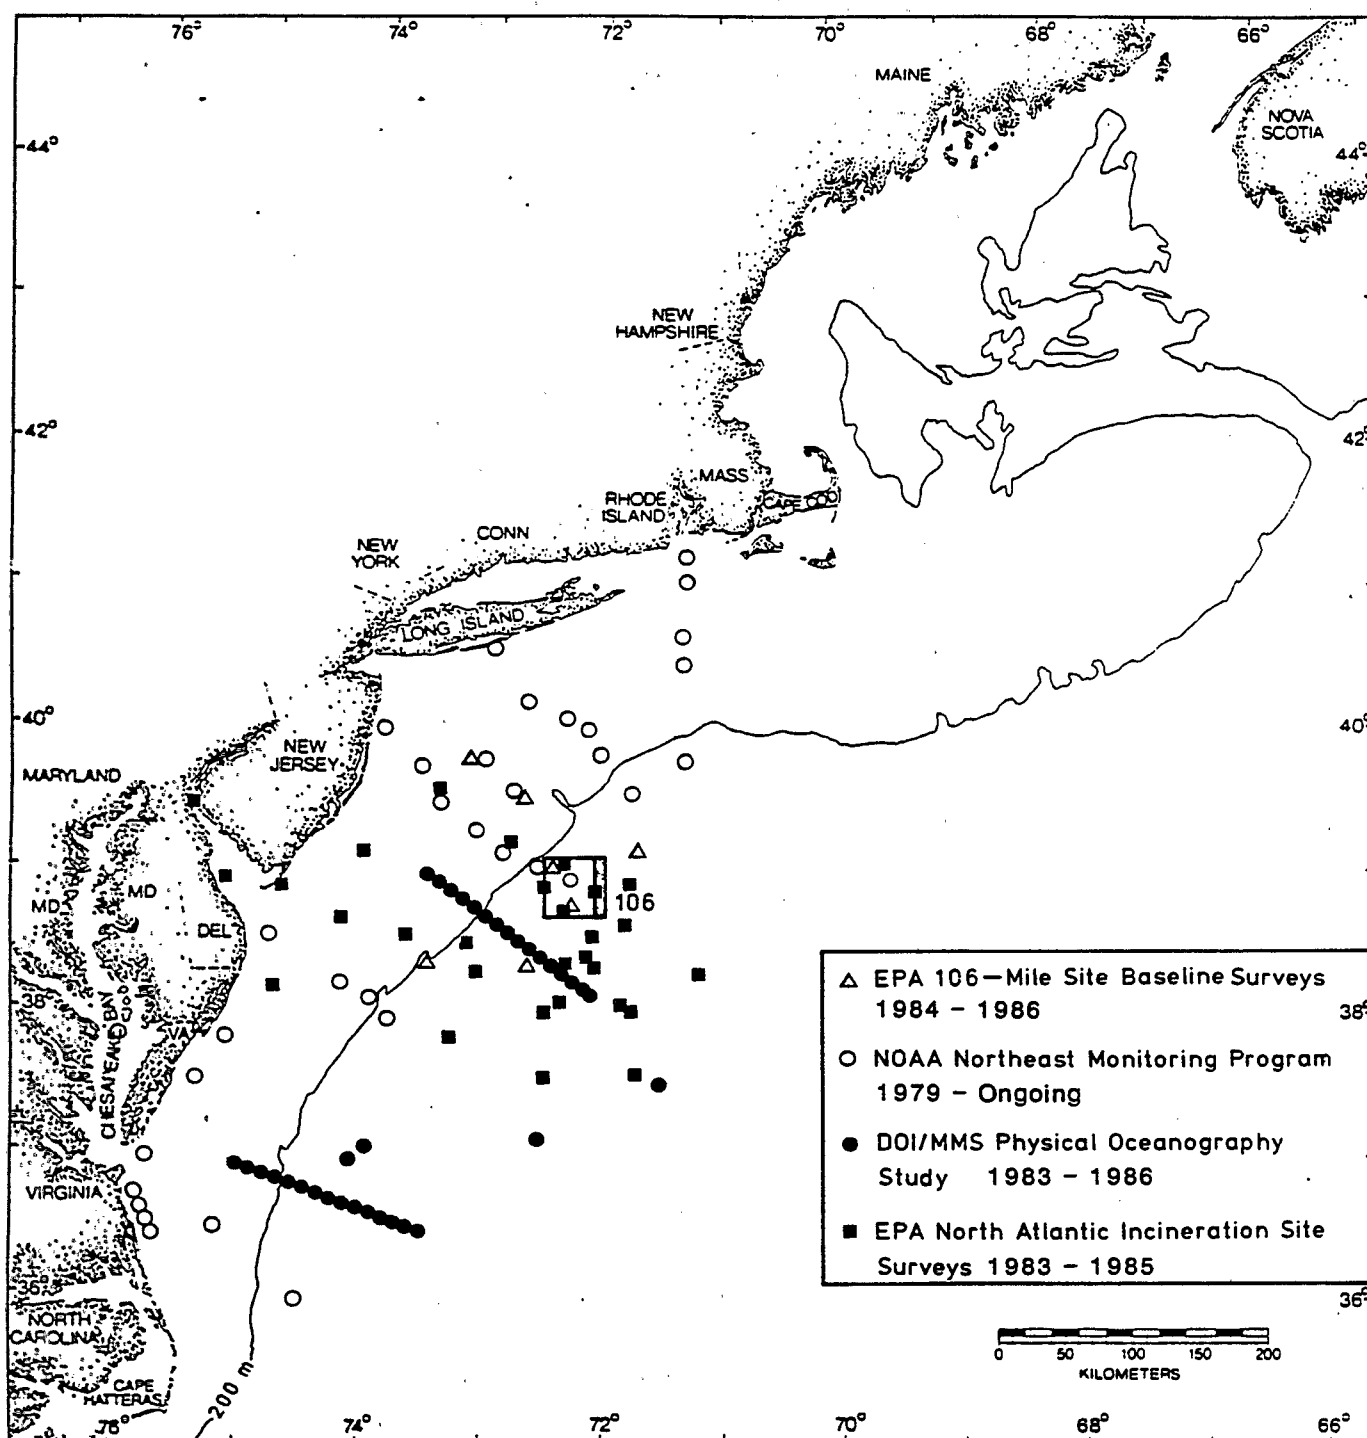 76° 74° 72° 70° 68° 66°
MAINE
NOVA
SCOTIA
44° 44°
NEW
HAMPSHIRE
42° 42°
MASS
RHODE
ISLAND
CAPE
CONN
NEW
YORK
LONG ISLAND
40° 40°
NEW
JERSEY
MARYLAND
MD
MD
106
DEL
△ EPA 106-Mile Site Baseline Surveys
1984 - 1986
38° 38°
CHESAPEAKE BAY
VA
○ NOAA Northeast Monitoring Program
1979 - Ongoing
● DOI/MMS Physical Oceanography
Study 1983 - 1986
VIRGINIA
■ EPA North Atlantic Incineration Site
Surveys 1983 - 1985
36° 36°
NORTH
CAROLINA
0 50 100 150 200
KILOMETERS
CAPE
HATTERAS
200 m
76° 74° 72° 70° 68° 66°